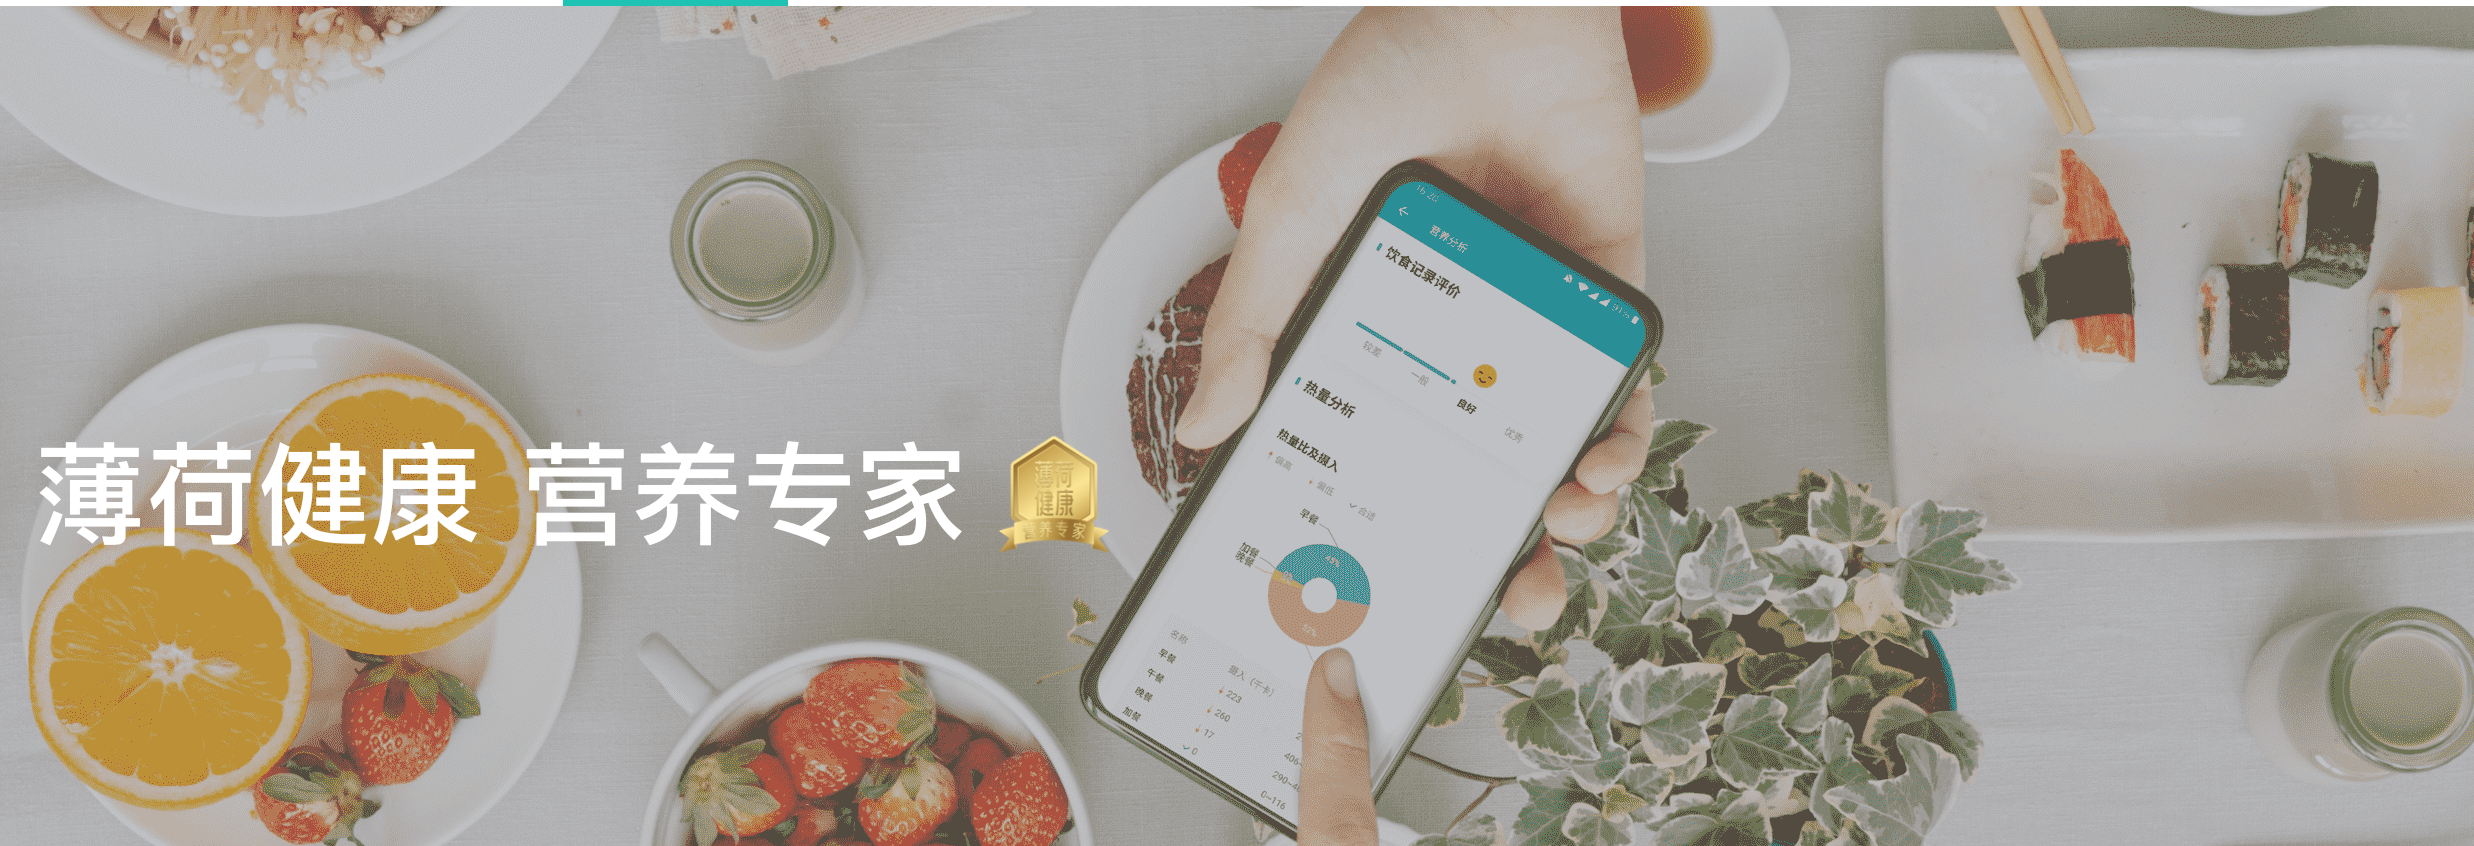 薄荷健康 营养专家
薄荷
健康
营养专家
16:20
营养分析
91%
饮食记录评价
较差
一般
良好
优秀
热量分析
热量比及摄入
偏高
偏低
合适
早餐
加餐
晚餐
名称
摄入（千卡）
早餐
223
午餐
260
晚餐
17
加餐
0
0~116